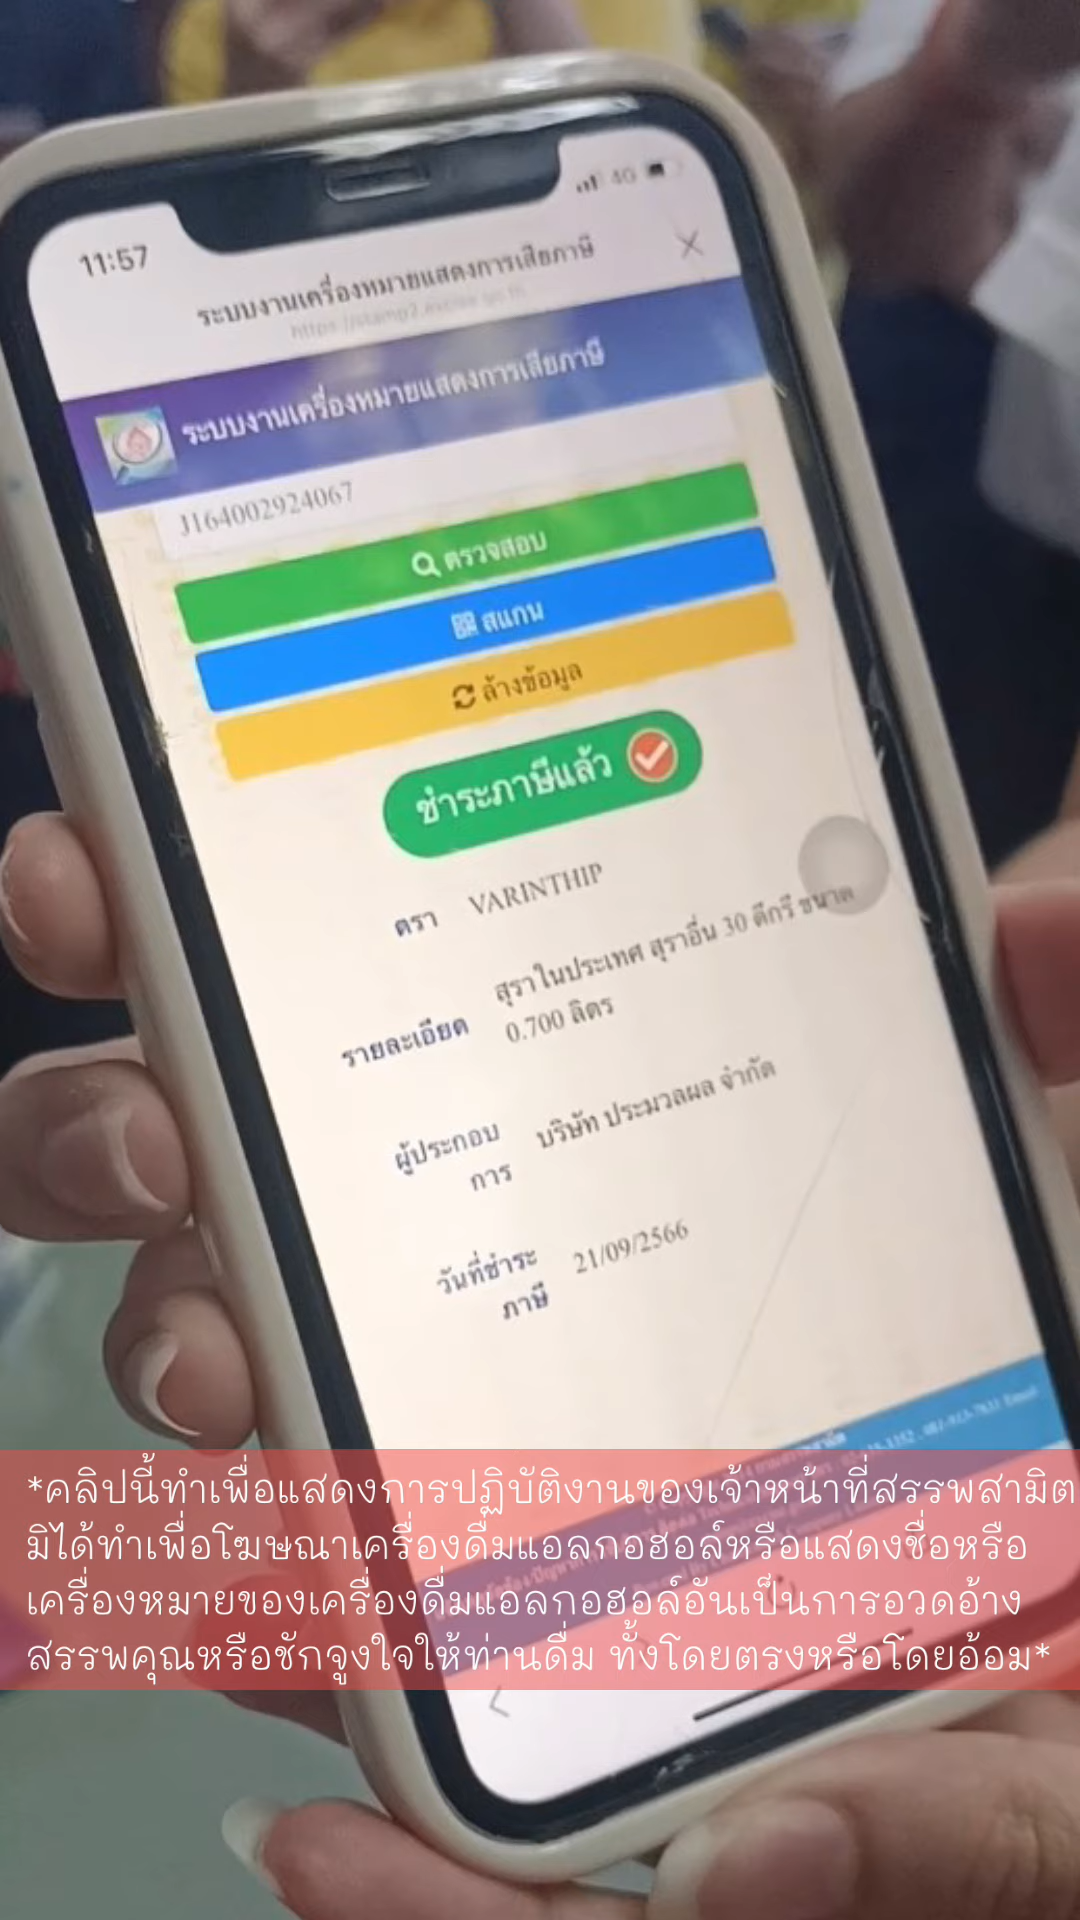 11:57
4G
ระบบงานเครื่องหมายแสดงการเสียภาษี
ระบบงานเครื่องหมายแสดงการเสียภาษี
J164002924067
ตรวจสอบ
สแกน
ล้างข้อมูล
ชำระภาษีแล้ว
ตรา VARINTHIP
รายละเอียด สุราในประเทศ สุราอื่น 30 ดีกรี ขนาด
0.700 ลิตร
ผู้ประกอบ บริษัท ประมวลผล จำกัด
การ
วันที่ชำระ 21/09/2566
ภาษี
*คลิปนี้ทำเพื่อแสดงการปฏิบัติงานของเจ้าหน้าที่สรรพสามิต
มิได้ทำเพื่อโฆษณาเครื่องดื่มแอลกอฮอล์หรือแสดงชื่อหรือ
เครื่องหมายของเครื่องดื่มแอลกอฮอล์อันเป็นการอวดอ้าง
สรรพคุณหรือชักจูงใจให้ท่านดื่ม ทั้งโดยตรงหรือโดยอ้อม*